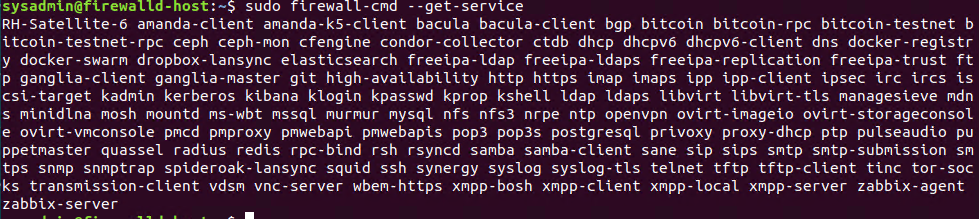 sysadmin@firewalld-host:~$ sudo firewall-cmd --get-service
RH-Satellite-6 amanda-client amanda-k5-client bacula bacula-client bgp bitcoin bitcoin-rpc bitcoin-testnet b
itcoin-testnet-rpc ceph ceph-mon cfengine condor-collector ctdb dhcp dhcpv6 dhcpv6-client dns docker-registr
y docker-swarm dropbox-lansync elasticsearch freeipa-ldap freeipa-ldaps freeipa-replication freeipa-trust ft
p ganglia-client ganglia-master git high-availability http https imap imaps ipp ipp-client ipsec irc ircs is
csi-target kadmin kerberos kibana klogin kpasswd kprop kshell ldap ldaps libvirt libvirt-tls managesieve mdn
s minidlna mosh mountd ms-wbt mssql murmur mysql nfs nfs3 nrpe ntp openvpn ovirt-imageio ovirt-storageconsol
e ovirt-vmconsole pmcd pmproxy pmwebapi pmwebapis pop3 pop3s postgresql privoxy proxy-dhcp ptp pulseaudio pu
ppetmaster quassel radius redis rpc-bind rsh rsyncd samba samba-client sane sip sips smtp smtp-submission sm
tps snmp snmptrap spideroak-lansync squid ssh synergy syslog syslog-tls telnet tftp tftp-client tinc tor-soc
ks transmission-client vdsm vnc-server wbem-https xmpp-bosh xmpp-client xmpp-local xmpp-server zabbix-agent
zabbix-server
sysadmin@firewalld-host:~$